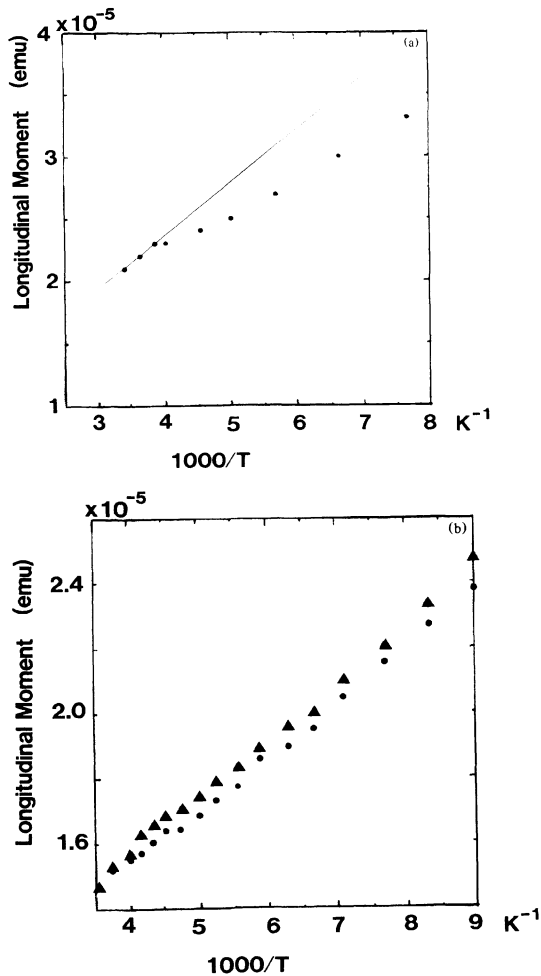 x10⁻⁵
(a)
Longitudinal Moment (emu)
4
3
2
1
3 4 5 6 7 8 K⁻¹
1000/T
x10⁻⁵
(b)
Longitudinal Moment (emu)
2.4
2.0
1.6
4 5 6 7 8 9 K⁻¹
1000/T